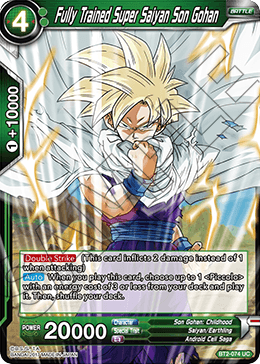 4
Fully Trained Super Saiyan Son Gohan
BATTLE
1 +10000
Double Strike (This card inflicts 2 damage instead of 1
when attacking)
Auto When you play this card, choose up to 1 <Piccolo>
with an energy cost of 3 or less from your deck and play
it. Then, shuffle your deck.
POWER
20000
Character
Son Gohan: Childhood
Special Trait
Saiyan/Earthling
Era
Android Cell Saga
BT2-074 UC